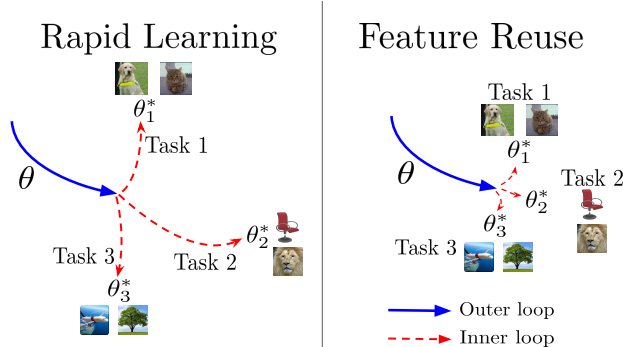 Rapid Learning
θ₁*
Task 1
θ
θ₂*
Task 3
Task 2
θ₃*
Feature Reuse
Task 1
θ₁*
θ
Task 2
θ₂*
θ₃*
Task 3
Outer loop
Inner loop